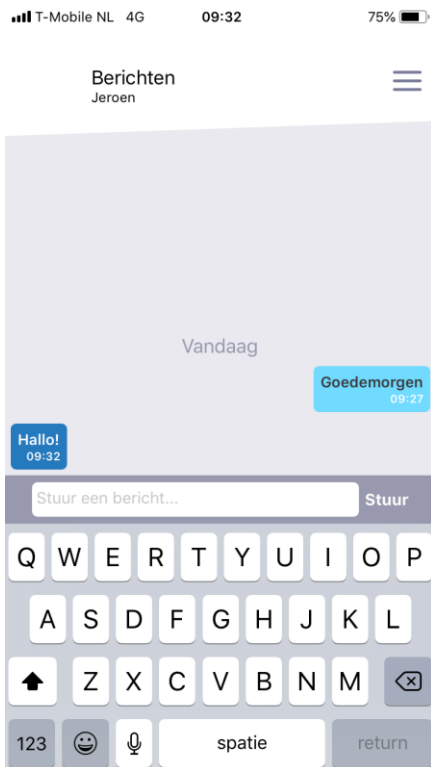 T-Mobile NL 4G 09:32 75%
Berichten
Jeroen
Vandaag
Goedemorgen
09:27
Hallo!
09:32
Stuur een bericht... Stuur
Q W E R T Y U I O P
A S D F G H J K L
Z X C V B N M
123 spatie return